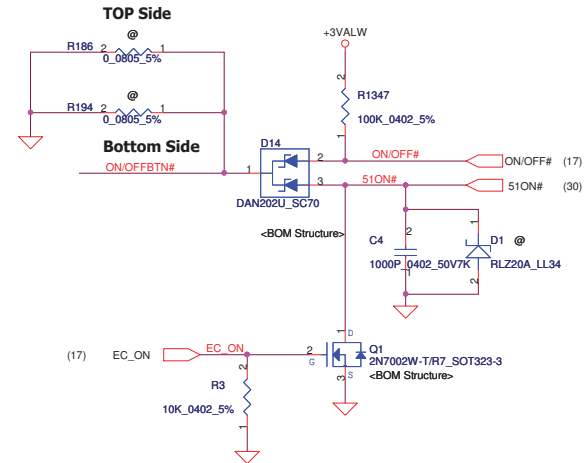 TOP Side
@
R186 2 1
0_0805_5%
@
R194 2 1
0_0805_5%
Bottom Side
ON/OFFBTN#
+3VALW
2
R1347
100K_0402_5%
1
D14
1 2 ON/OFF# ON/OFF# (17)
3 51ON# 51ON# (30)
DAN202U_SC70
<BOM Structure>
C4 2
1000P_0402_50V7K
1
1
D1 @
RLZ20A_LL34
2
1 D
(17) EC_ON EC_ON 2 G
Q1
2N7002W-T/R7_SOT323-3
S
3
<BOM Structure>
2
R3
10K_0402_5%
1